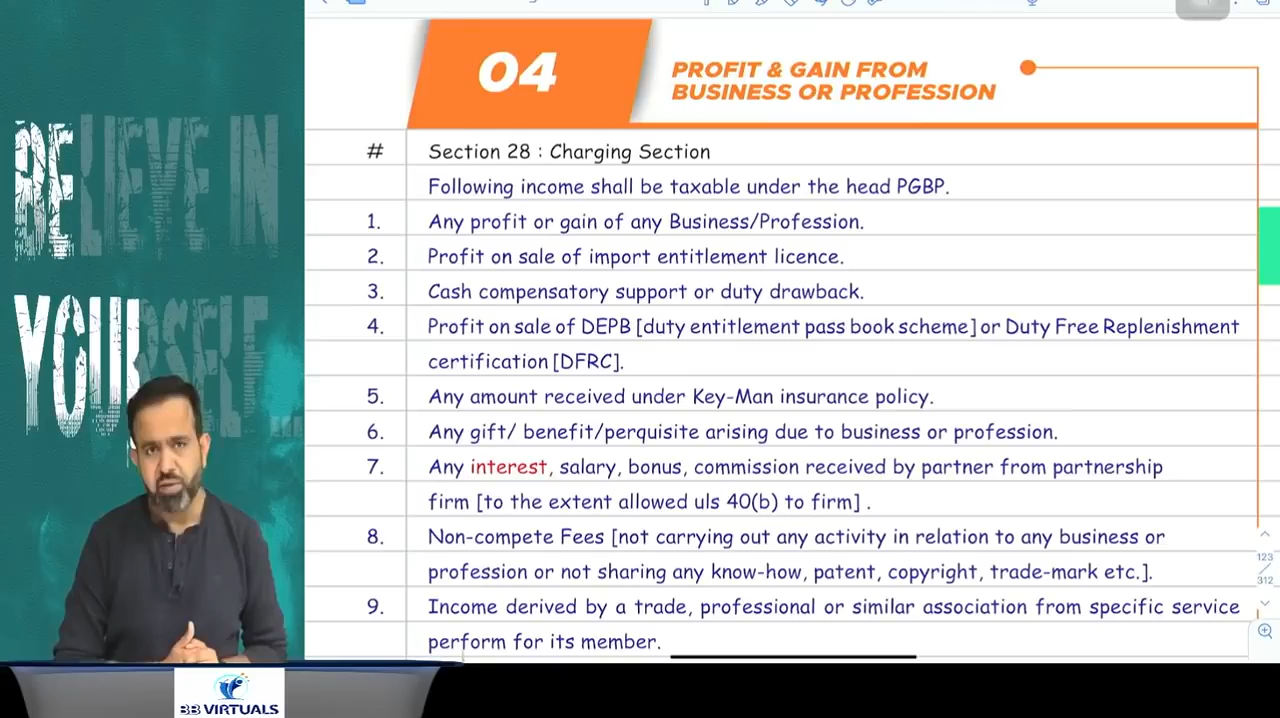 BELIEVE IN
YOURSELF...
BB VIRTUALS
04
PROFIT & GAIN FROM
BUSINESS OR PROFESSION
# Section 28 : Charging Section
Following income shall be taxable under the head PGBP.
1. Any profit or gain of any Business/Profession.
2. Profit on sale of import entitlement licence.
3. Cash compensatory support or duty drawback.
4. Profit on sale of DEPB [duty entitlement pass book scheme] or Duty Free Replenishment
certification [DFRC].
5. Any amount received under Key-Man insurance policy.
6. Any gift/ benefit/perquisite arising due to business or profession.
7. Any interest, salary, bonus, commission received by partner from partnership
firm [to the extent allowed uls 40(b) to firm] .
8. Non-compete Fees [not carrying out any activity in relation to any business or
profession or not sharing any know-how, patent, copyright, trade-mark etc.].
9. Income derived by a trade, professional or similar association from specific service
perform for its member.
123
312